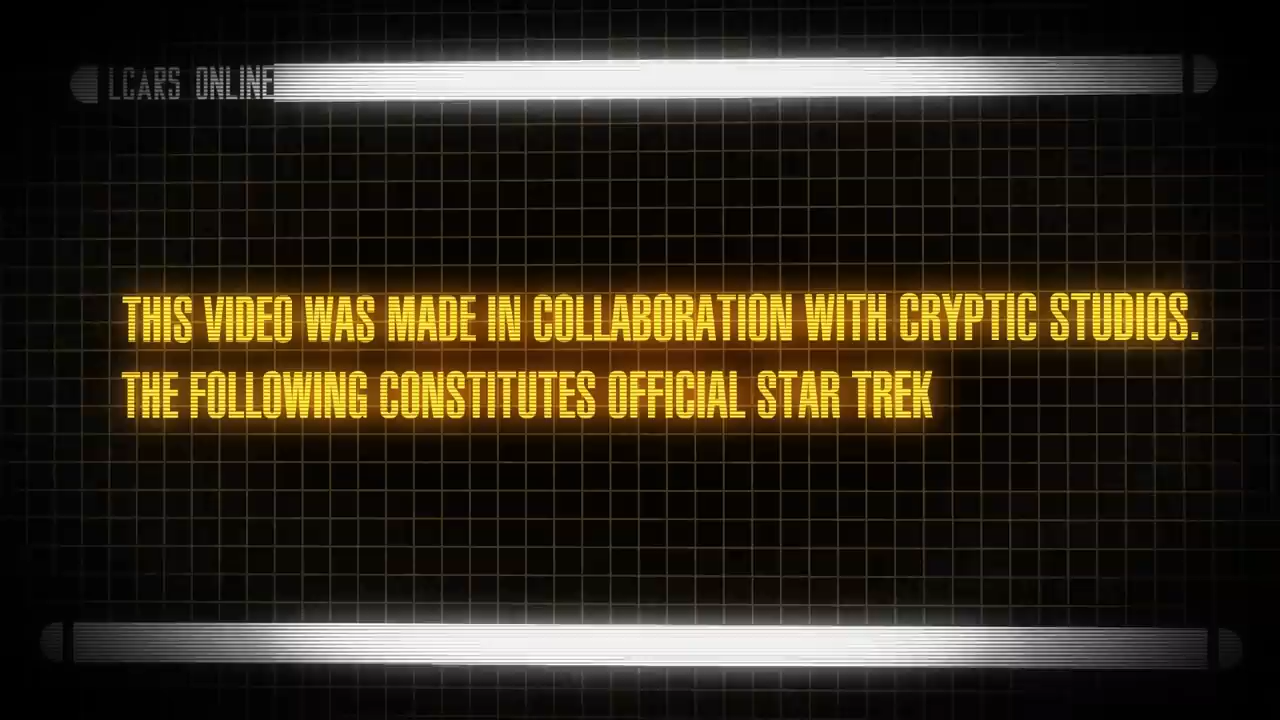 LCARS ONLINE
THIS VIDEO WAS MADE IN COLLABORATION WITH CRYPTIC STUDIOS.
THE FOLLOWING CONSTITUTES OFFICIAL STAR TREK